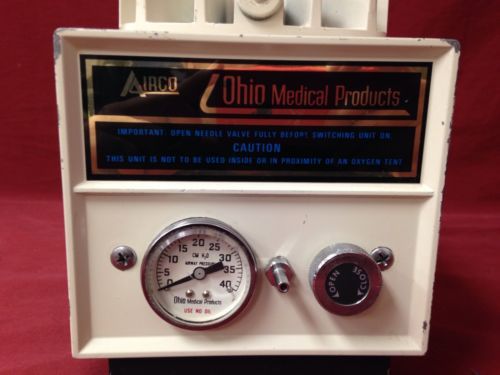 AIRCO Ohio Medical Products
IMPORTANT: OPEN NEEDLE VALVE FULLY BEFORE SWITCHING UNIT ON.
CAUTION
THIS UNIT IS NOT TO BE USED INSIDE OR IN PROXIMITY OF AN OXYGEN TENT
0 5 10 15 20 25 30 35 40
CM H2O
AIRWAY PRESSURE
Ohio Medical Products
USE NO OIL
OPEN CLOSE